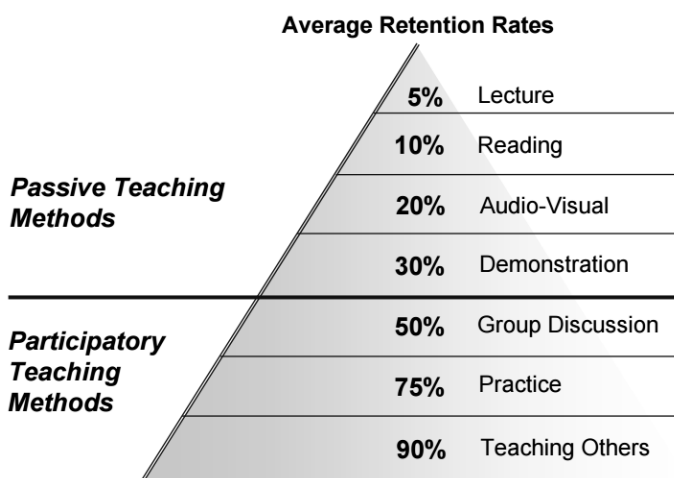 Average Retention Rates
5% Lecture
10% Reading
Passive Teaching
Methods
20% Audio-Visual
30% Demonstration
50% Group Discussion
Participatory
Teaching
Methods
75% Practice
90% Teaching Others